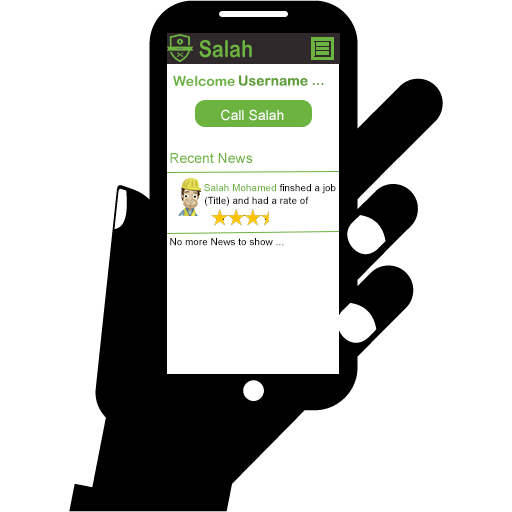 Salah
Welcome Username ...
Call Salah
Recent News
Salah Mohamed finshed a job
(Title) and had a rate of
No more News to show ...